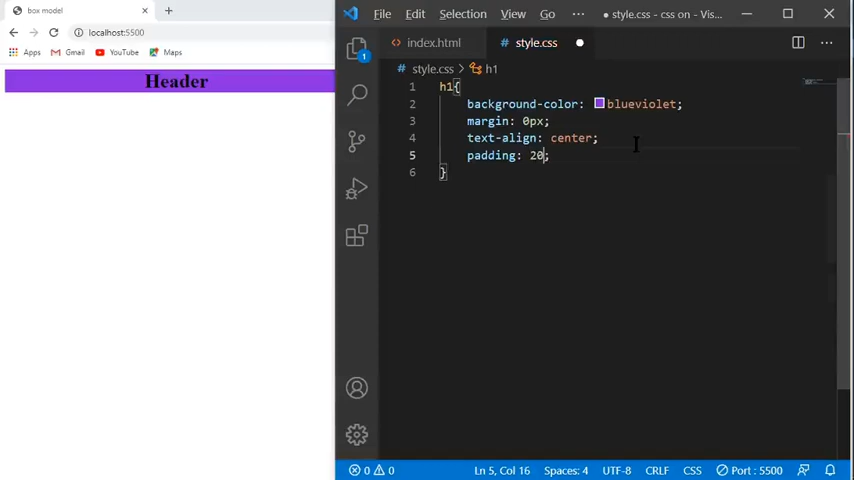 box model
localhost:5500
Apps Gmail YouTube Maps
Header
File Edit Selection View Go ··· ● style.css - css on - Vis...
index.html # style.css ●
# style.css > h1
1 h1{
2 background-color: blueviolet;
3 margin: 0px;
4 text-align: center;
5 padding: 20;
6 }
1
0 0 Ln 5, Col 16 Spaces: 4 UTF-8 CRLF CSS Port : 5500